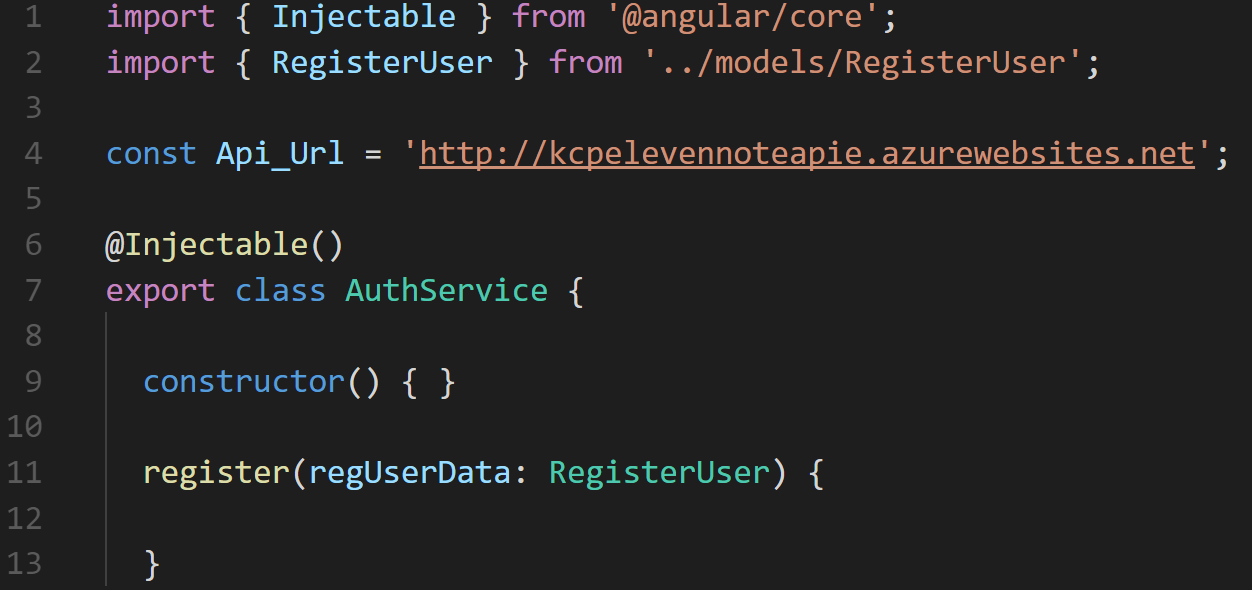 1 import { Injectable } from '@angular/core';
2 import { RegisterUser } from '../models/RegisterUser';
3
4 const Api_Url = 'http://kcpelevennoteapie.azurewebsites.net';
5
6 @Injectable()
7 export class AuthService {
8
9   constructor() { }
10
11   register(regUserData: RegisterUser) {
12
13   }